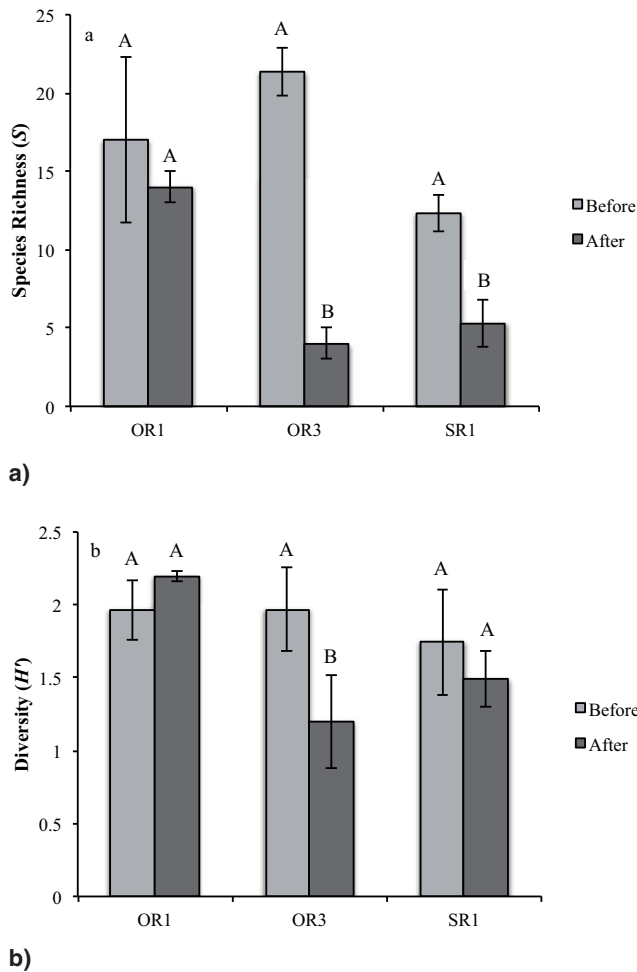 25
a
A
A
20
A
A
15
A
Before
After
10
B
5
B
0
OR1
OR3
SR1
Species Richness (S)
a)
2.5
b
A
A
A
A
2
A
B
1.5
Before
After
1
0.5
0
OR1
OR3
SR1
Diversity (H')
b)